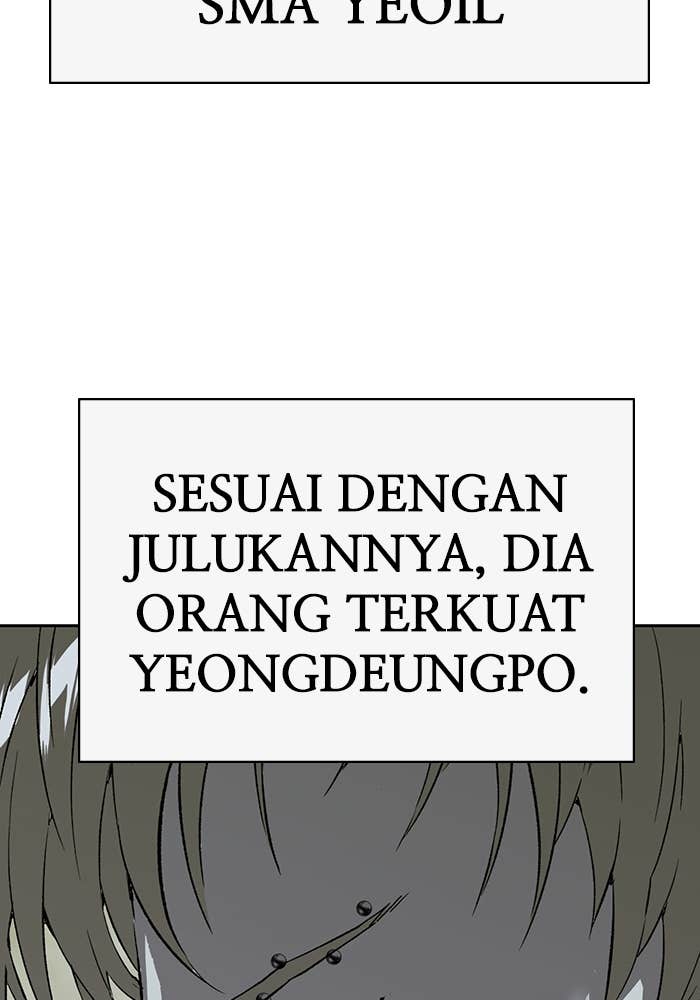 SMA YEOIL
SESUAI DENGAN
JULUKANNYA, DIA
ORANG TERKUAT
YEONGDEUNGPO.